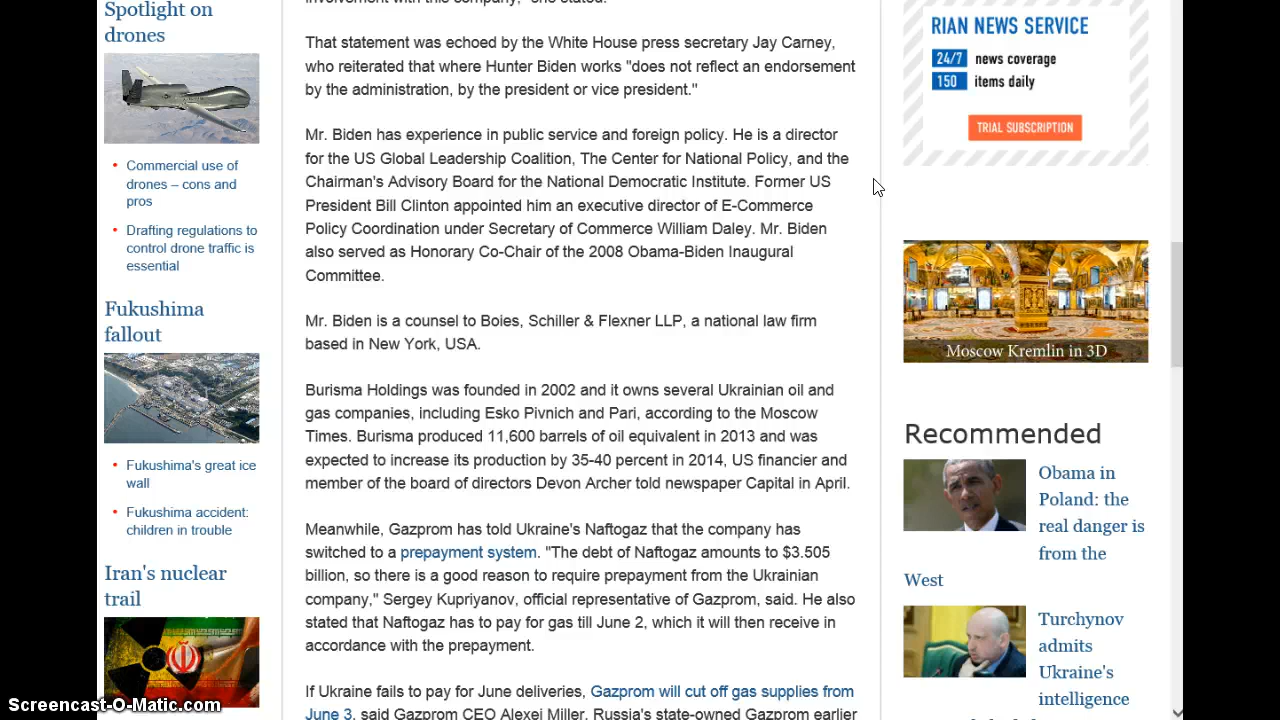 Spotlight on
drones
Commercial use of
drones – cons and
pros
Drafting regulations to
control drone traffic is
essential
Fukushima
fallout
Fukushima's great ice
wall
Fukushima accident:
children in trouble
Iran's nuclear
trail
Screencast-O-Matic.com
involvement with this company," she stated.
That statement was echoed by the White House press secretary Jay Carney,
who reiterated that where Hunter Biden works "does not reflect an endorsement
by the administration, by the president or vice president."
Mr. Biden has experience in public service and foreign policy. He is a director
for the US Global Leadership Coalition, The Center for National Policy, and the
Chairman's Advisory Board for the National Democratic Institute. Former US
President Bill Clinton appointed him an executive director of E-Commerce
Policy Coordination under Secretary of Commerce William Daley. Mr. Biden
also served as Honorary Co-Chair of the 2008 Obama-Biden Inaugural
Committee.
Mr. Biden is a counsel to Boies, Schiller & Flexner LLP, a national law firm
based in New York, USA.
Burisma Holdings was founded in 2002 and it owns several Ukrainian oil and
gas companies, including Esko Pivnich and Pari, according to the Moscow
Times. Burisma produced 11,600 barrels of oil equivalent in 2013 and was
expected to increase its production by 35-40 percent in 2014, US financier and
member of the board of directors Devon Archer told newspaper Capital in April.
Meanwhile, Gazprom has told Ukraine's Naftogaz that the company has
switched to a prepayment system. "The debt of Naftogaz amounts to $3.505
billion, so there is a good reason to require prepayment from the Ukrainian
company," Sergey Kupriyanov, official representative of Gazprom, said. He also
stated that Naftogaz has to pay for gas till June 2, which it will then receive in
accordance with the prepayment.
If Ukraine fails to pay for June deliveries, Gazprom will cut off gas supplies from
June 3, said Gazprom CEO Alexei Miller. Russia's state-owned Gazprom earlier
RIAN NEWS SERVICE
24/7 news coverage
150 items daily
TRIAL SUBSCRIPTION
Moscow Kremlin in 3D
Recommended
Obama in
Poland: the
real danger is
from the
West
Turchynov
admits
Ukraine's
intelligence